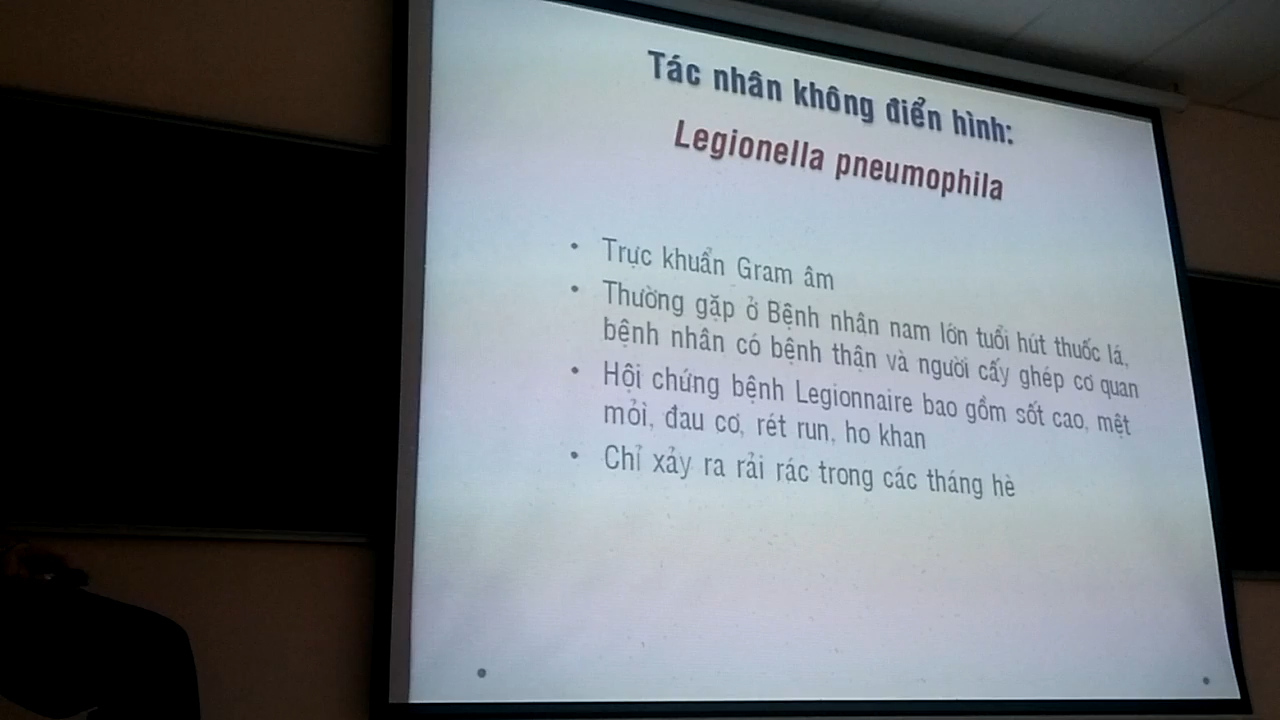 Tác nhân không điển hình:
Legionella pneumophila
• Trực khuẩn Gram âm
• Thường gặp ở Bệnh nhân nam lớn tuổi hút thuốc lá,
bệnh nhân có bệnh thận và người cấy ghép cơ quan
• Hội chứng bệnh Legionnaire bao gồm sốt cao, mệt
mỏi, đau cơ, rét run, ho khan
• Chỉ xảy ra rải rác trong các tháng hè